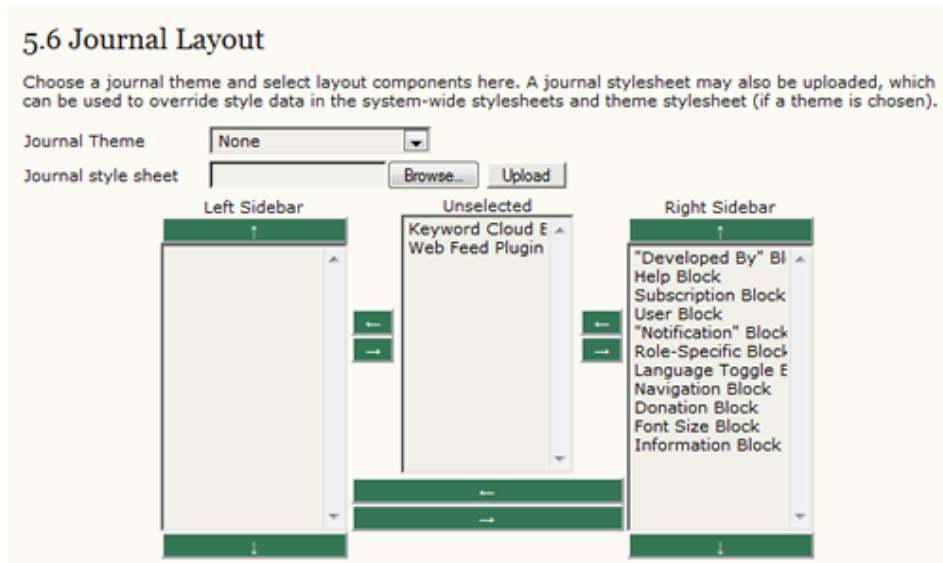 5.6 Journal Layout
Choose a journal theme and select layout components here. A journal stylesheet may also be uploaded, which
can be used to override style data in the system-wide stylesheets and theme stylesheet (if a theme is chosen).
Journal Theme None
Journal style sheet Browse... Upload
Left Sidebar Unselected Right Sidebar
↑ ↑
Keyword Cloud E
Web Feed Plugin
"Developed By" Bl
Help Block
Subscription Block
User Block
"Notification" Block
Role-Specific Block
Language Toggle E
Navigation Block
Donation Block
Font Size Block
Information Block
← ←
→ →
←
→
↓ ↓